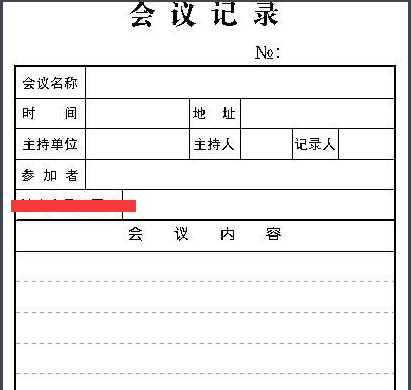 会议记录
№:
会议名称
时 间 地 址
主持单位 主持人 记录人
参加者
会议内容